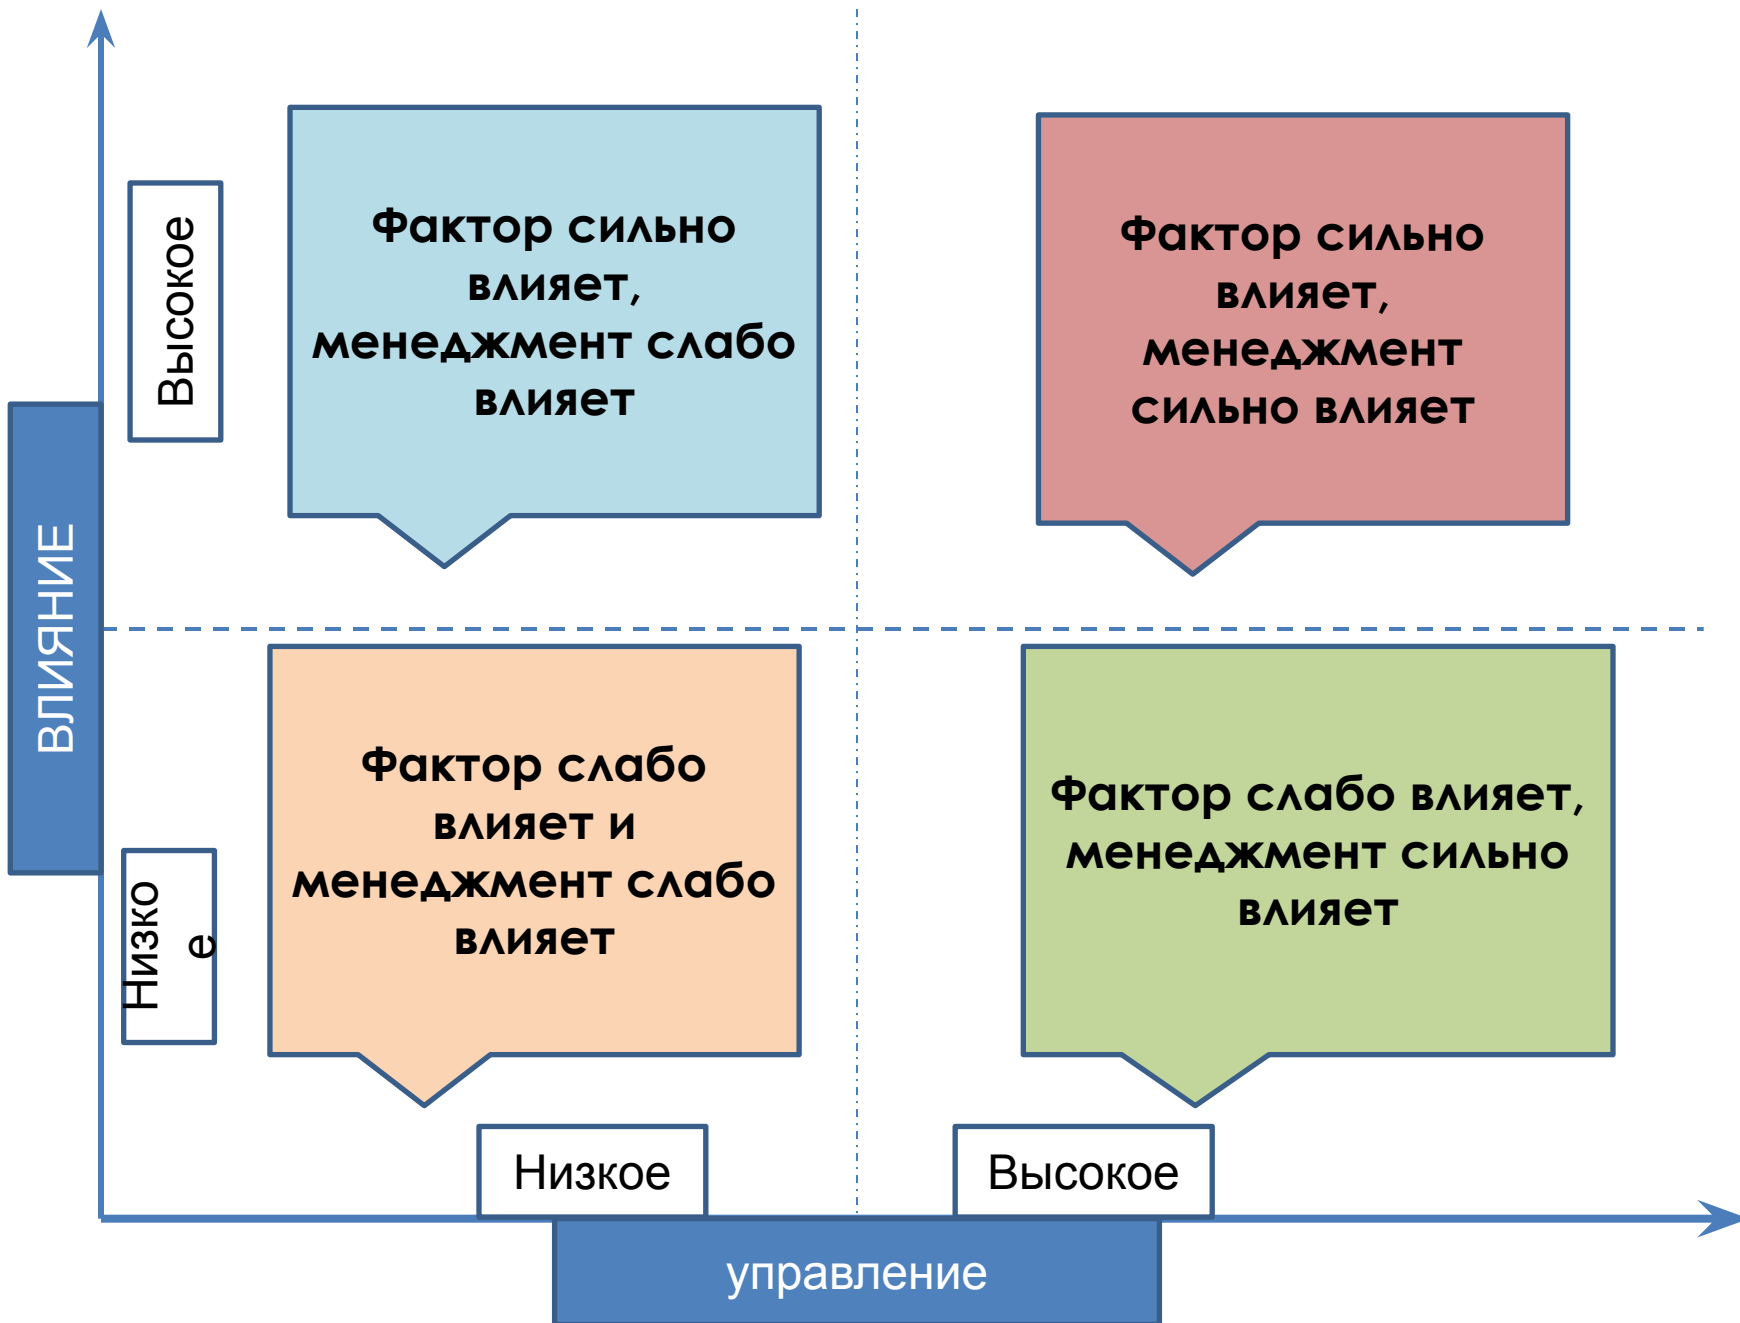 Высокое
Фактор сильно
влияет,
менеджмент слабо
влияет
Фактор сильно
влияет,
менеджмент
сильно влияет
ВЛИЯНИЕ
Низко
е
Фактор слабо
влияет и
менеджмент слабо
влияет
Фактор слабо влияет,
менеджмент сильно
влияет
Низкое
Высокое
управление